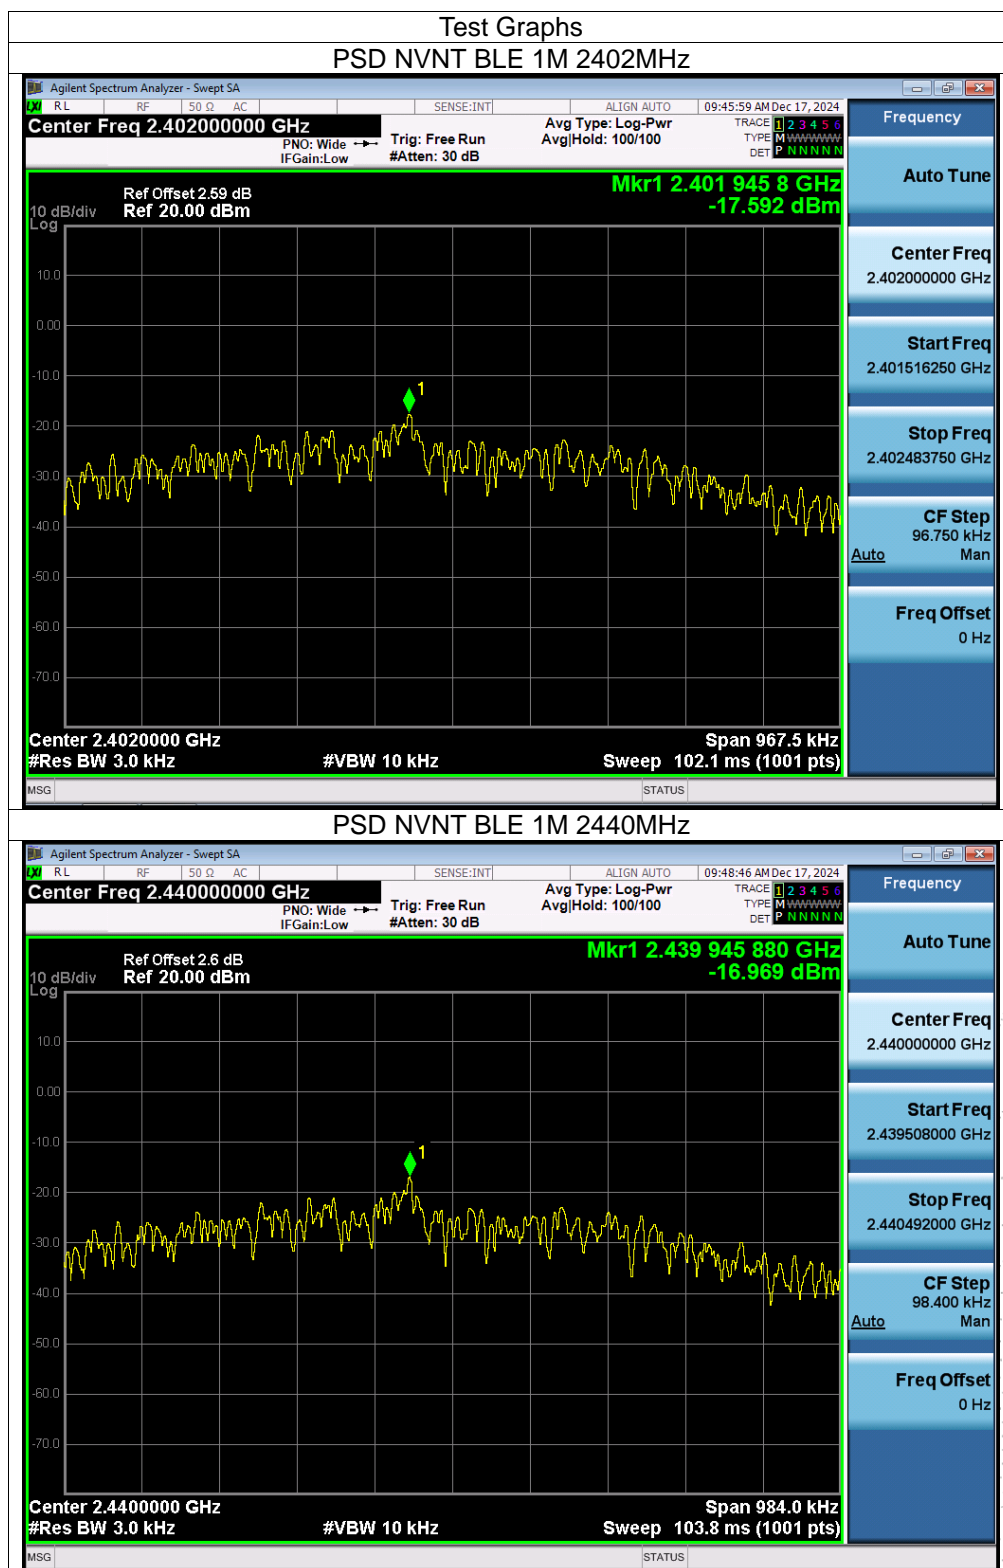 Test Graphs
PSD NVNT BLE 1M 2402MHz
Agilent Spectrum Analyzer - Swept SA
LXI RL RF 50 Ω AC SENSE:INT ALIGN AUTO 09:45:59 AM Dec 17, 2024
Center Freq 2.402000000 GHz
PNO: Wide
IFGain:Low
Trig: Free Run
#Atten: 30 dB
Avg Type: Log-Pwr
Avg|Hold: 100/100
TRACE 1 2 3 4 5 6
TYPE M WWWWW
DET P N N N N N
Frequency
Mkr1 2.401 945 8 GHz
-17.592 dBm
Ref Offset 2.59 dB
10 dB/div Ref 20.00 dBm
Log
10.0
0.00
-10.0
1
-20.0
-30.0
-40.0
-50.0
-60.0
-70.0
Center 2.4020000 GHz Span 967.5 kHz
#Res BW 3.0 kHz #VBW 10 kHz Sweep 102.1 ms (1001 pts)
MSG STATUS
Auto Tune
Center Freq
2.402000000 GHz
Start Freq
2.401516250 GHz
Stop Freq
2.402483750 GHz
CF Step
96.750 kHz
Auto Man
Freq Offset
0 Hz
PSD NVNT BLE 1M 2440MHz
Agilent Spectrum Analyzer - Swept SA
LXI RL RF 50 Ω AC SENSE:INT ALIGN AUTO 09:48:46 AM Dec 17, 2024
Center Freq 2.440000000 GHz
PNO: Wide
IFGain:Low
Trig: Free Run
#Atten: 30 dB
Avg Type: Log-Pwr
Avg|Hold: 100/100
TRACE 1 2 3 4 5 6
TYPE M WWWWW
DET P N N N N N
Frequency
Mkr1 2.439 945 880 GHz
-16.969 dBm
Ref Offset 2.6 dB
10 dB/div Ref 20.00 dBm
Log
10.0
0.00
-10.0
1
-20.0
-30.0
-40.0
-50.0
-60.0
-70.0
Center 2.4400000 GHz Span 984.0 kHz
#Res BW 3.0 kHz #VBW 10 kHz Sweep 103.8 ms (1001 pts)
MSG STATUS
Auto Tune
Center Freq
2.440000000 GHz
Start Freq
2.439508000 GHz
Stop Freq
2.440492000 GHz
CF Step
98.400 kHz
Auto Man
Freq Offset
0 Hz